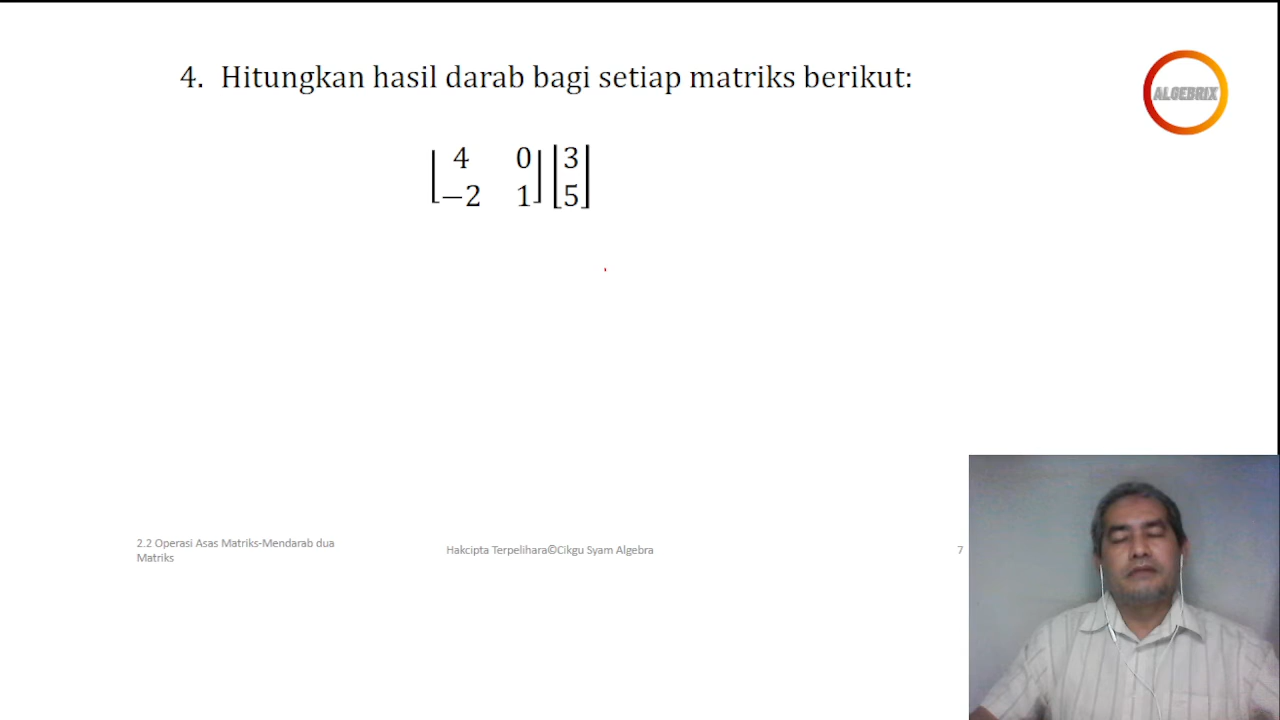 4. Hitungkan hasil darab bagi setiap matriks berikut:
ALGEBRIX
[4 0] [3]
[−2 1] [5]
2.2 Operasi Asas Matriks-Mendarab dua
Matriks
Hakcipta Terpelihara©Cikgu Syam Algebra
7